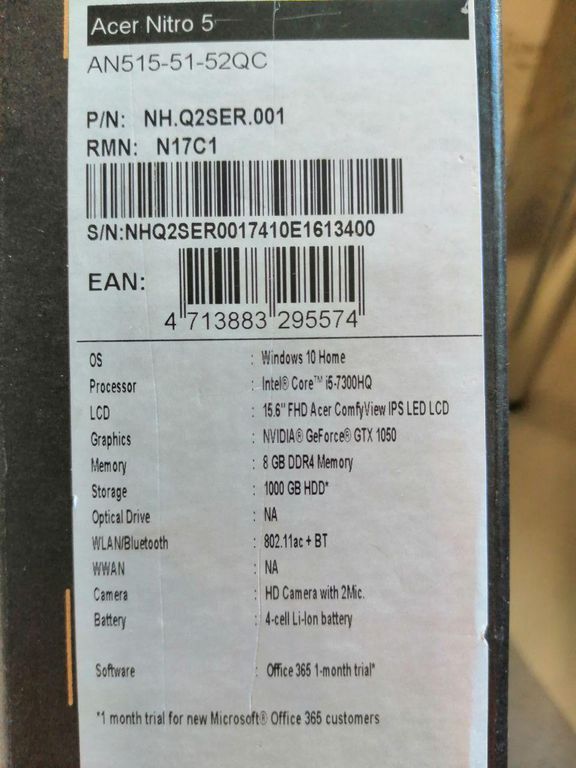 Acer Nitro 5
AN515-51-52QC
P/N: NH.Q2SER.001
RMN: N17C1
S/N:NHQ2SER0017410E1613400
EAN:
4 713883 295574
OS : Windows 10 Home
Processor : Intel® Core™ i5-7300HQ
LCD : 15.6" FHD Acer ComfyView IPS LED LCD
Graphics : NVIDIA® GeForce® GTX 1050
Memory : 8 GB DDR4 Memory
Storage : 1000 GB HDD*
Optical Drive : NA
WLAN/Bluetooth : 802.11ac + BT
WWAN : NA
Camera : HD Camera with 2Mic.
Battery : 4-cell Li-Ion battery
Software : Office 365 1-month trial*
*1 month trial for new Microsoft® Office 365 customers